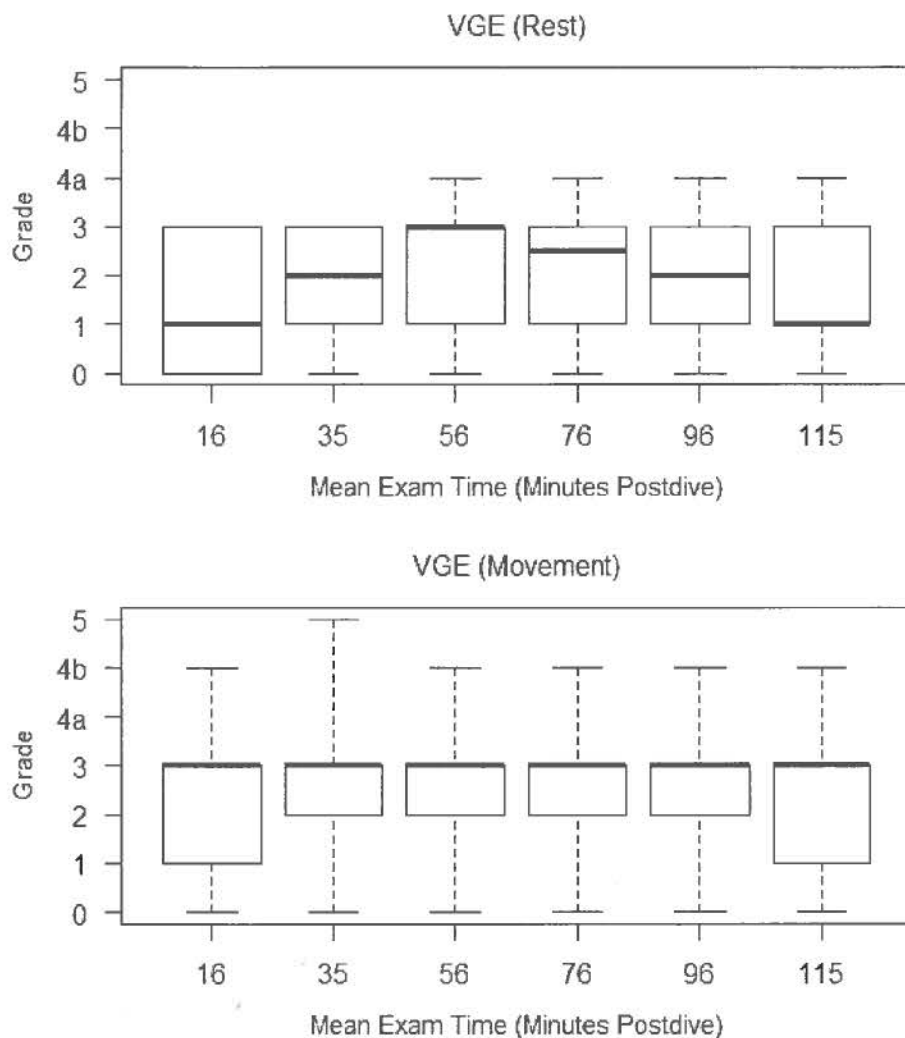 VGE (Rest)
5
4b
4a
3
2
1
0
Grade
16 35 56 76 96 115
Mean Exam Time (Minutes Postdive)
VGE (Movement)
5
4b
4a
3
2
1
0
Grade
16 35 56 76 96 115
Mean Exam Time (Minutes Postdive)